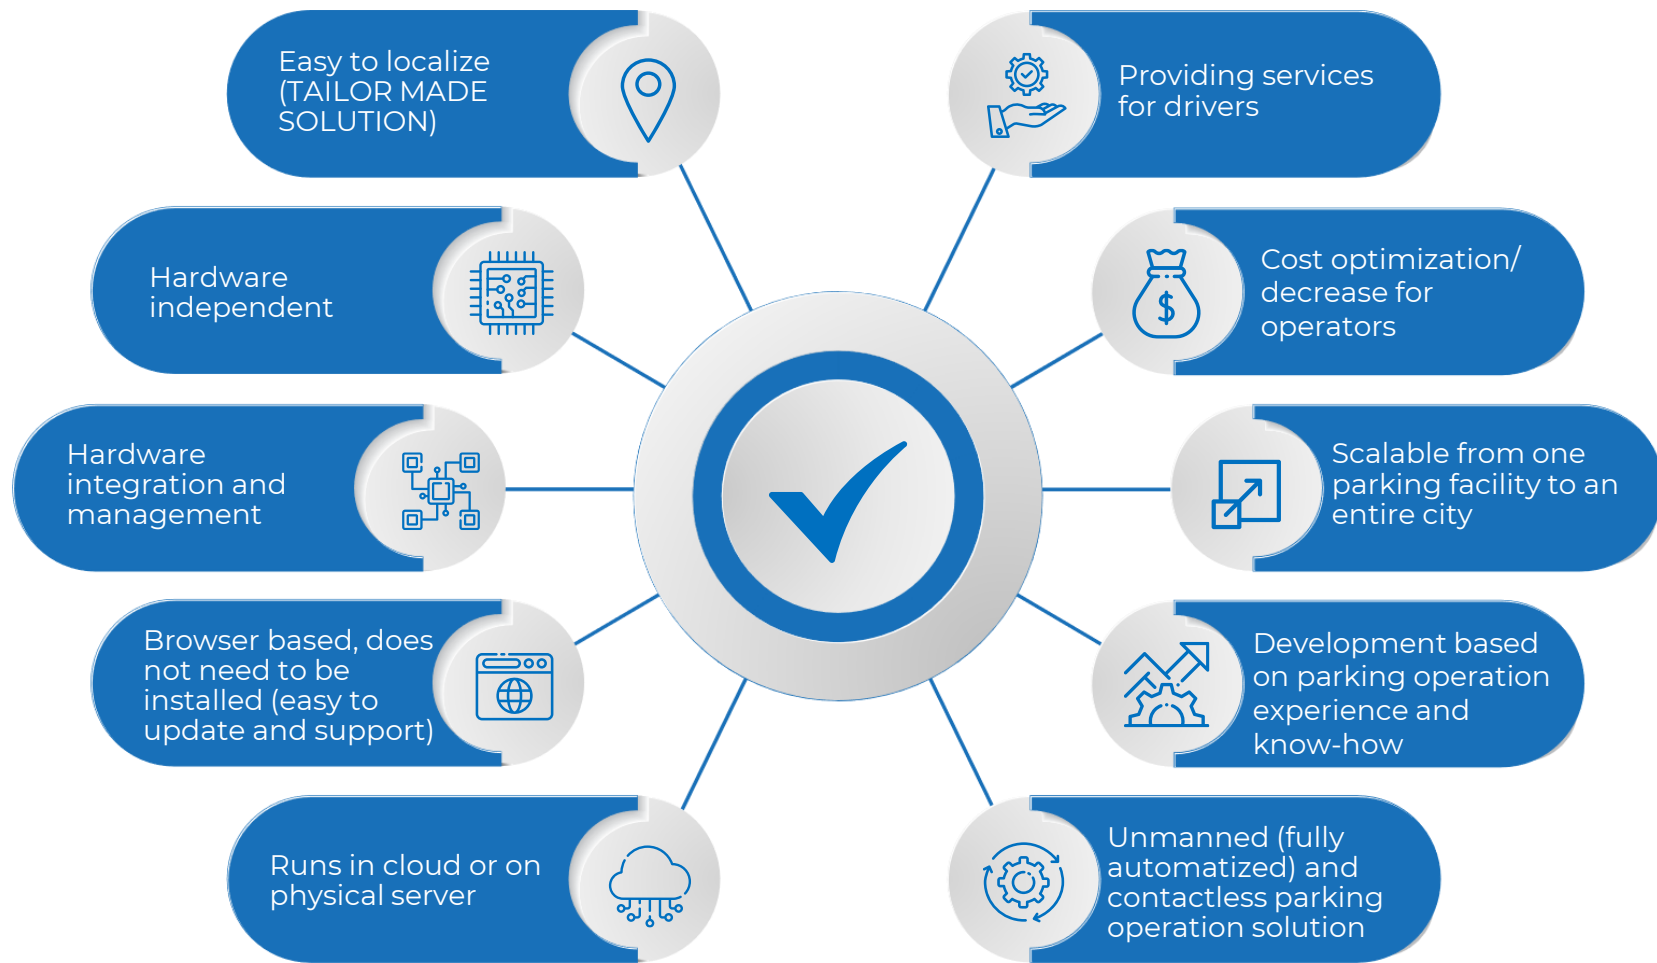 Easy to localize
(TAILOR MADE
SOLUTION)
Hardware
independent
Hardware
integration and
management
Browser based, does
not need to be
installed (easy to
update and support)
Runs in cloud or on
physical server
Providing services
for drivers
Cost optimization/
decrease for
operators
$
Scalable from one
parking facility to an
entire city
Development based
on parking operation
experience and
know-how
Unmanned (fully
automatized) and
contactless parking
operation solution